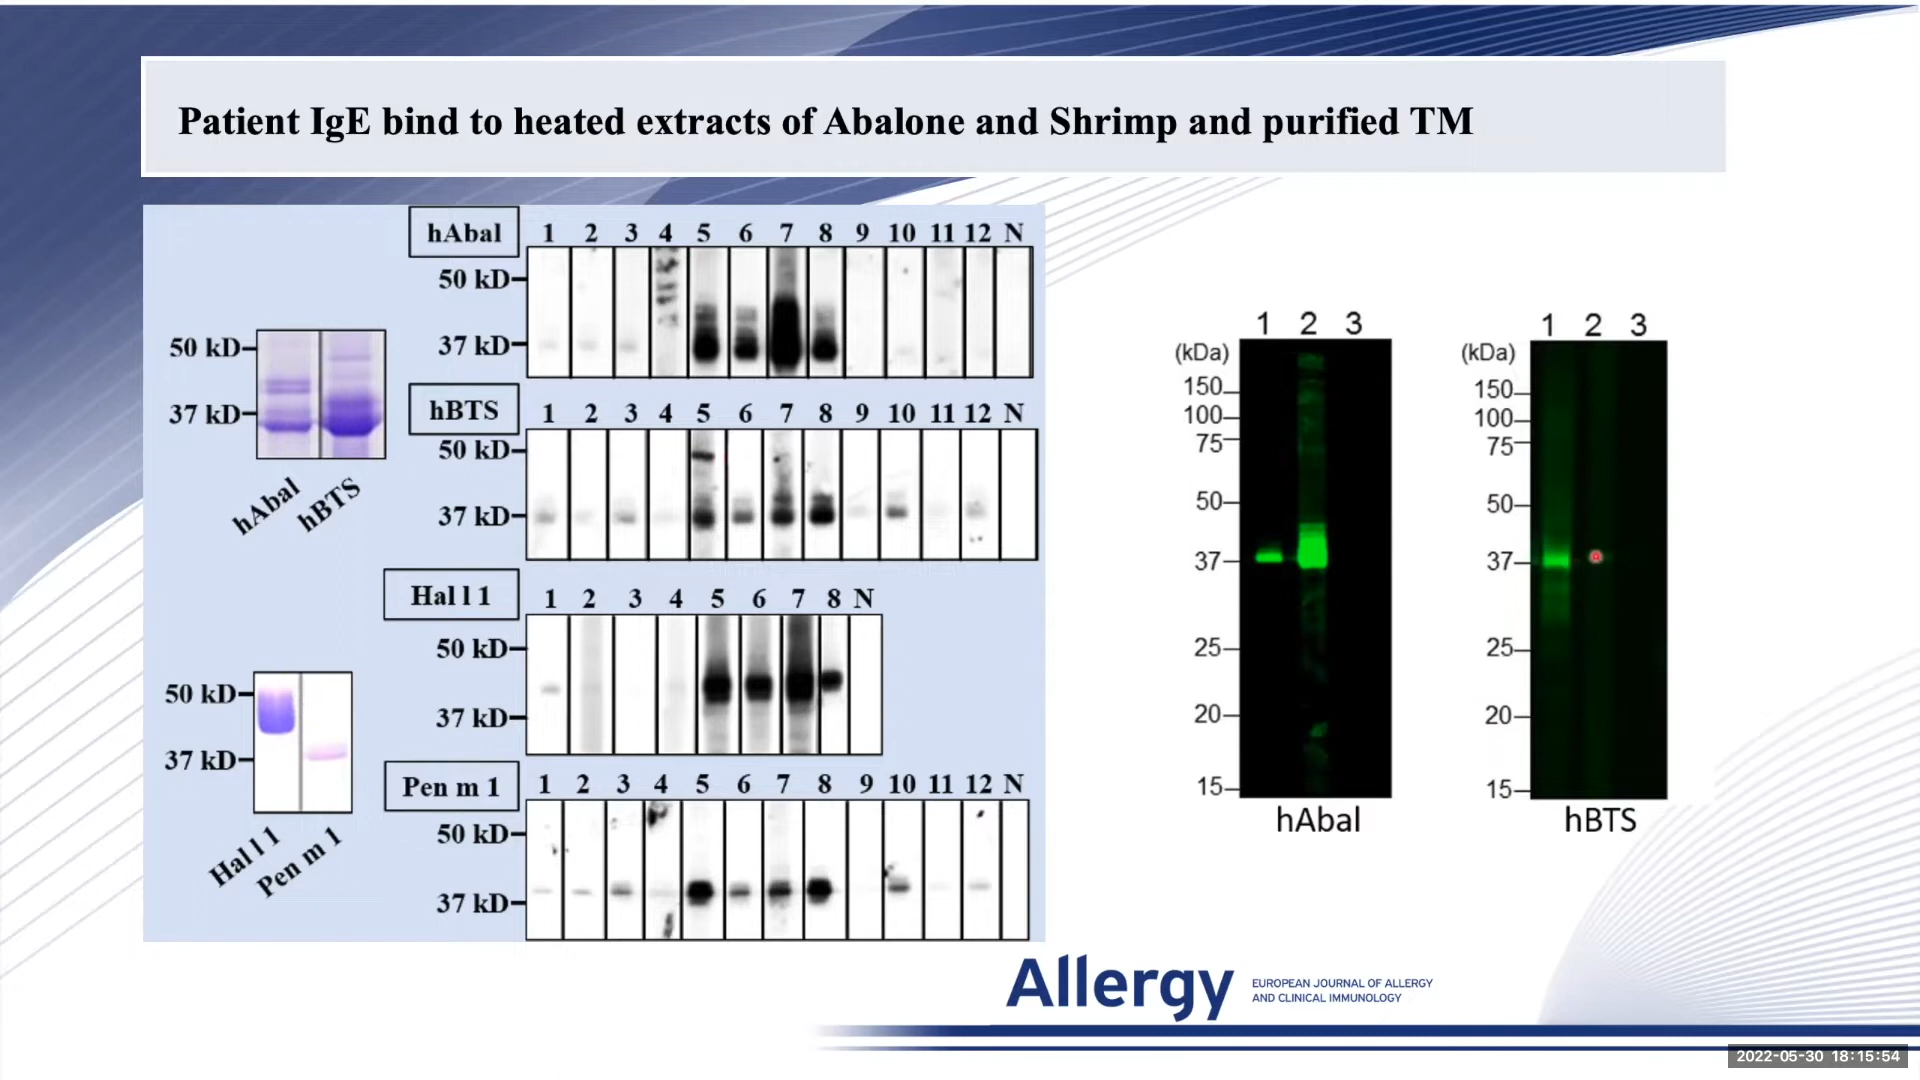 Patient IgE bind to heated extracts of Abalone and Shrimp and purified TM
50 kD
37 kD
hAbal
hBTS
50 kD
37 kD
Hal l 1
Pen m 1
hAbal
1 2 3 4 5 6 7 8 9 10 11 12 N
50 kD
37 kD
hBTS
1 2 3 4 5 6 7 8 9 10 11 12 N
50 kD
37 kD
Hal l 1
1 2 3 4 5 6 7 8 N
50 kD
37 kD
Pen m 1
1 2 3 4 5 6 7 8 9 10 11 12 N
50 kD
37 kD
1 2 3
(kDa)
150
100
75
50
37
25
20
15
hAbal
1 2 3
(kDa)
150
100
75
50
37
25
20
15
hBTS
Allergy
EUROPEAN JOURNAL OF ALLERGY
AND CLINICAL IMMUNOLOGY
2022-05-30 18:15:54